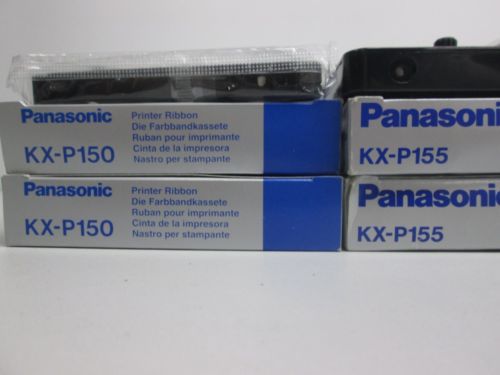 Panasonic
KX-P150
Printer Ribbon
Die Farbbandkassete
Ruban pour imprimante
Cinta de la impresora
Nastro per stampante
Panasonic
KX-P155
Panasonic
KX-P150
Printer Ribbon
Die Farbbandkassete
Ruban pour imprimante
Cinta de la impresora
Nastro per stampante
Panasonic
KX-P155